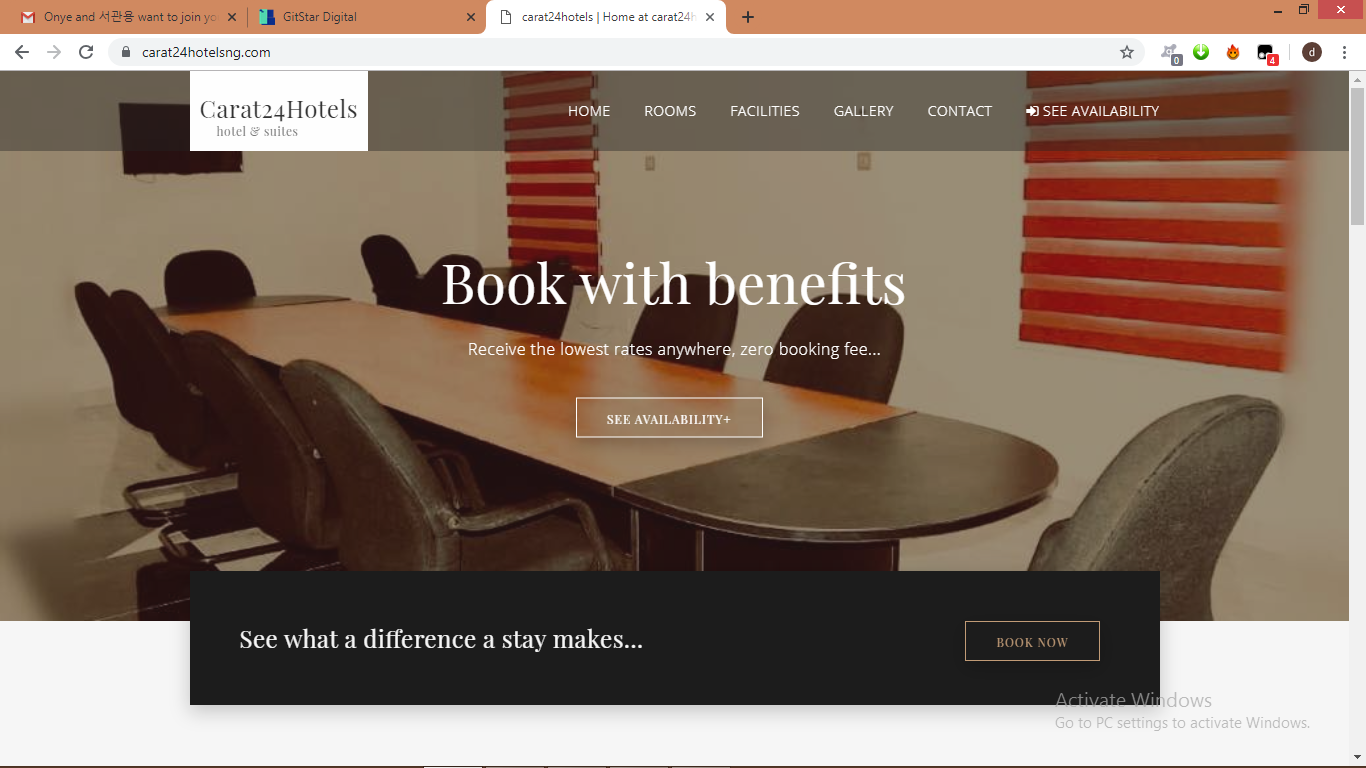 Onye and 서관용 want to join yo
GitStar Digital
carat24hotels | Home at carat24h
carat24hotelsng.com
0
4
d
Carat24Hotels
hotel & suites
HOME
ROOMS
FACILITIES
GALLERY
CONTACT
SEE AVAILABILITY
Book with benefits
Receive the lowest rates anywhere, zero booking fee...
SEE AVAILABILITY+
See what a difference a stay makes...
BOOK NOW
Activate Windows
Go to PC settings to activate Windows.